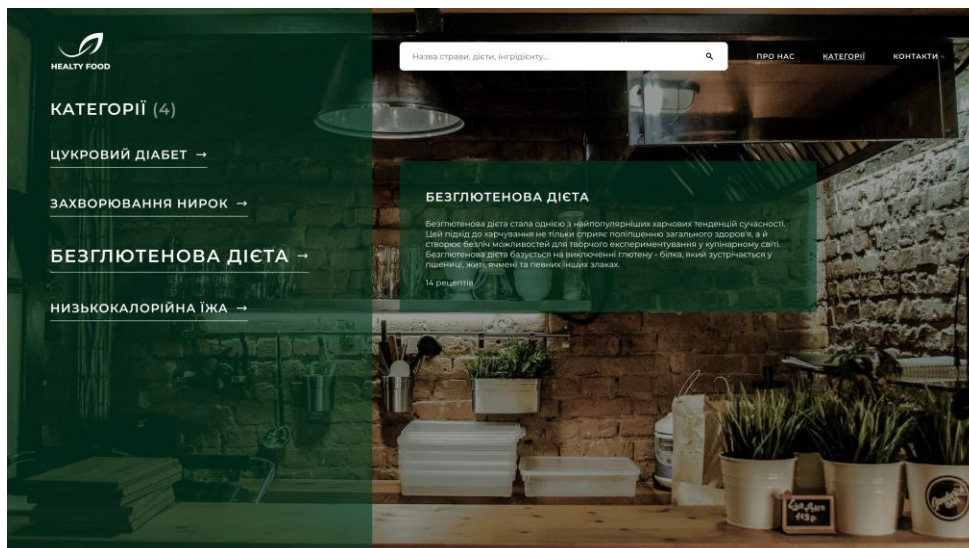 HEALTY FOOD
Назва страви, дієти, інгрідієнту...
ПРО НАС
КАТЕГОРІЇ
КОНТАКТИ
КАТЕГОРІЇ (4)
ЦУКРОВИЙ ДІАБЕТ →
ЗАХВОРЮВАННЯ НИРОК →
БЕЗГЛЮТЕНОВА ДІЄТА →
НИЗЬКОКАЛОРІЙНА ЇЖА →
БЕЗГЛЮТЕНОВА ДІЄТА
Безглютенова дієта стала однією з найпопулярніших харчових тенденцій сучасності.
Цей підхід до харчування не тільки сприяє поліпшенню загального здоров'я, а й
створює безліч можливостей для творчого експериментування у кулінарному світі.
Безглютенова дієта базується на виключенні глютену - білка, який зустрічається у
пшениці, житі, ячмені та певних інших злаках.
14 рецептів